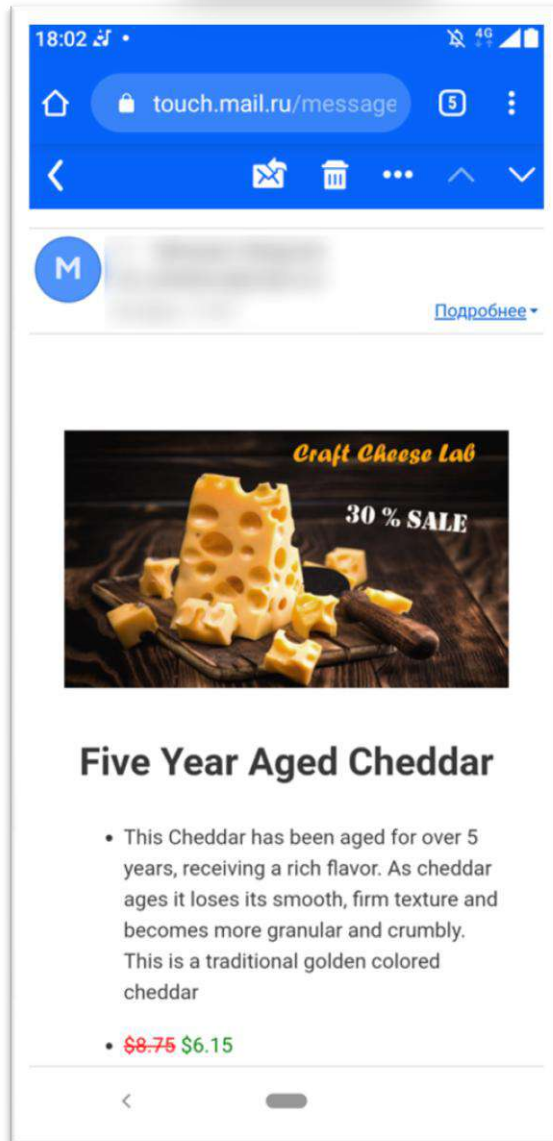 18:02
4G
touch.mail.ru/message
5
M
Подробнее
Craft Cheese Lab
30 % SALE
Five Year Aged Cheddar
This Cheddar has been aged for over 5
years, receiving a rich flavor. As cheddar
ages it loses its smooth, firm texture and
becomes more granular and crumbly.
This is a traditional golden colored
cheddar
$8.75 $6.15